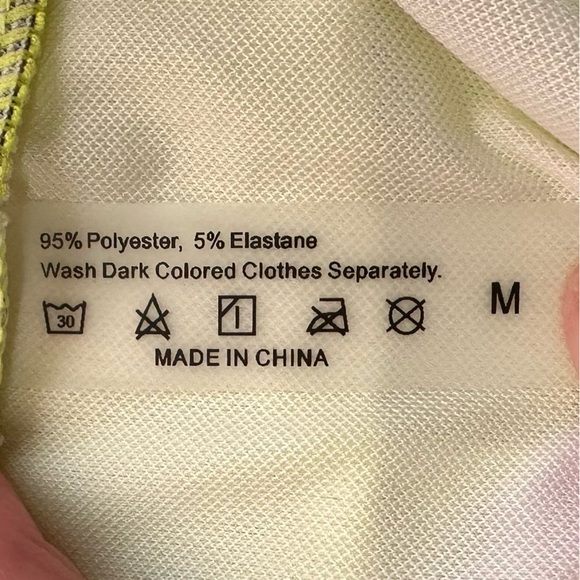 95% Polyester, 5% Elastane
Wash Dark Colored Clothes Separately.
30
M
MADE IN CHINA